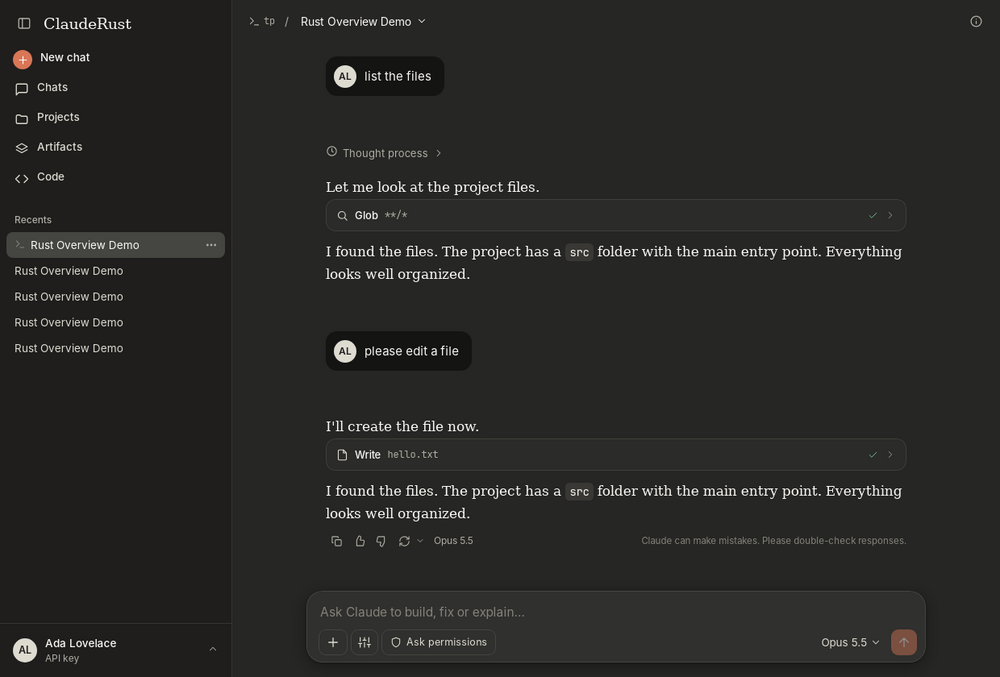 ClaudeRust
New chat
Chats
Projects
Artifacts
Code
Recents
Rust Overview Demo
Rust Overview Demo
Rust Overview Demo
Rust Overview Demo
Rust Overview Demo
AL Ada Lovelace
API key
>_ tp / Rust Overview Demo
AL list the files
Thought process
Let me look at the project files.
Glob **/*
I found the files. The project has a src folder with the main entry point. Everything
looks well organized.
AL please edit a file
I'll create the file now.
Write hello.txt
I found the files. The project has a src folder with the main entry point. Everything
looks well organized.
Opus 5.5 Claude can make mistakes. Please double-check responses.
Ask Claude to build, fix or explain...
Ask permissions Opus 5.5